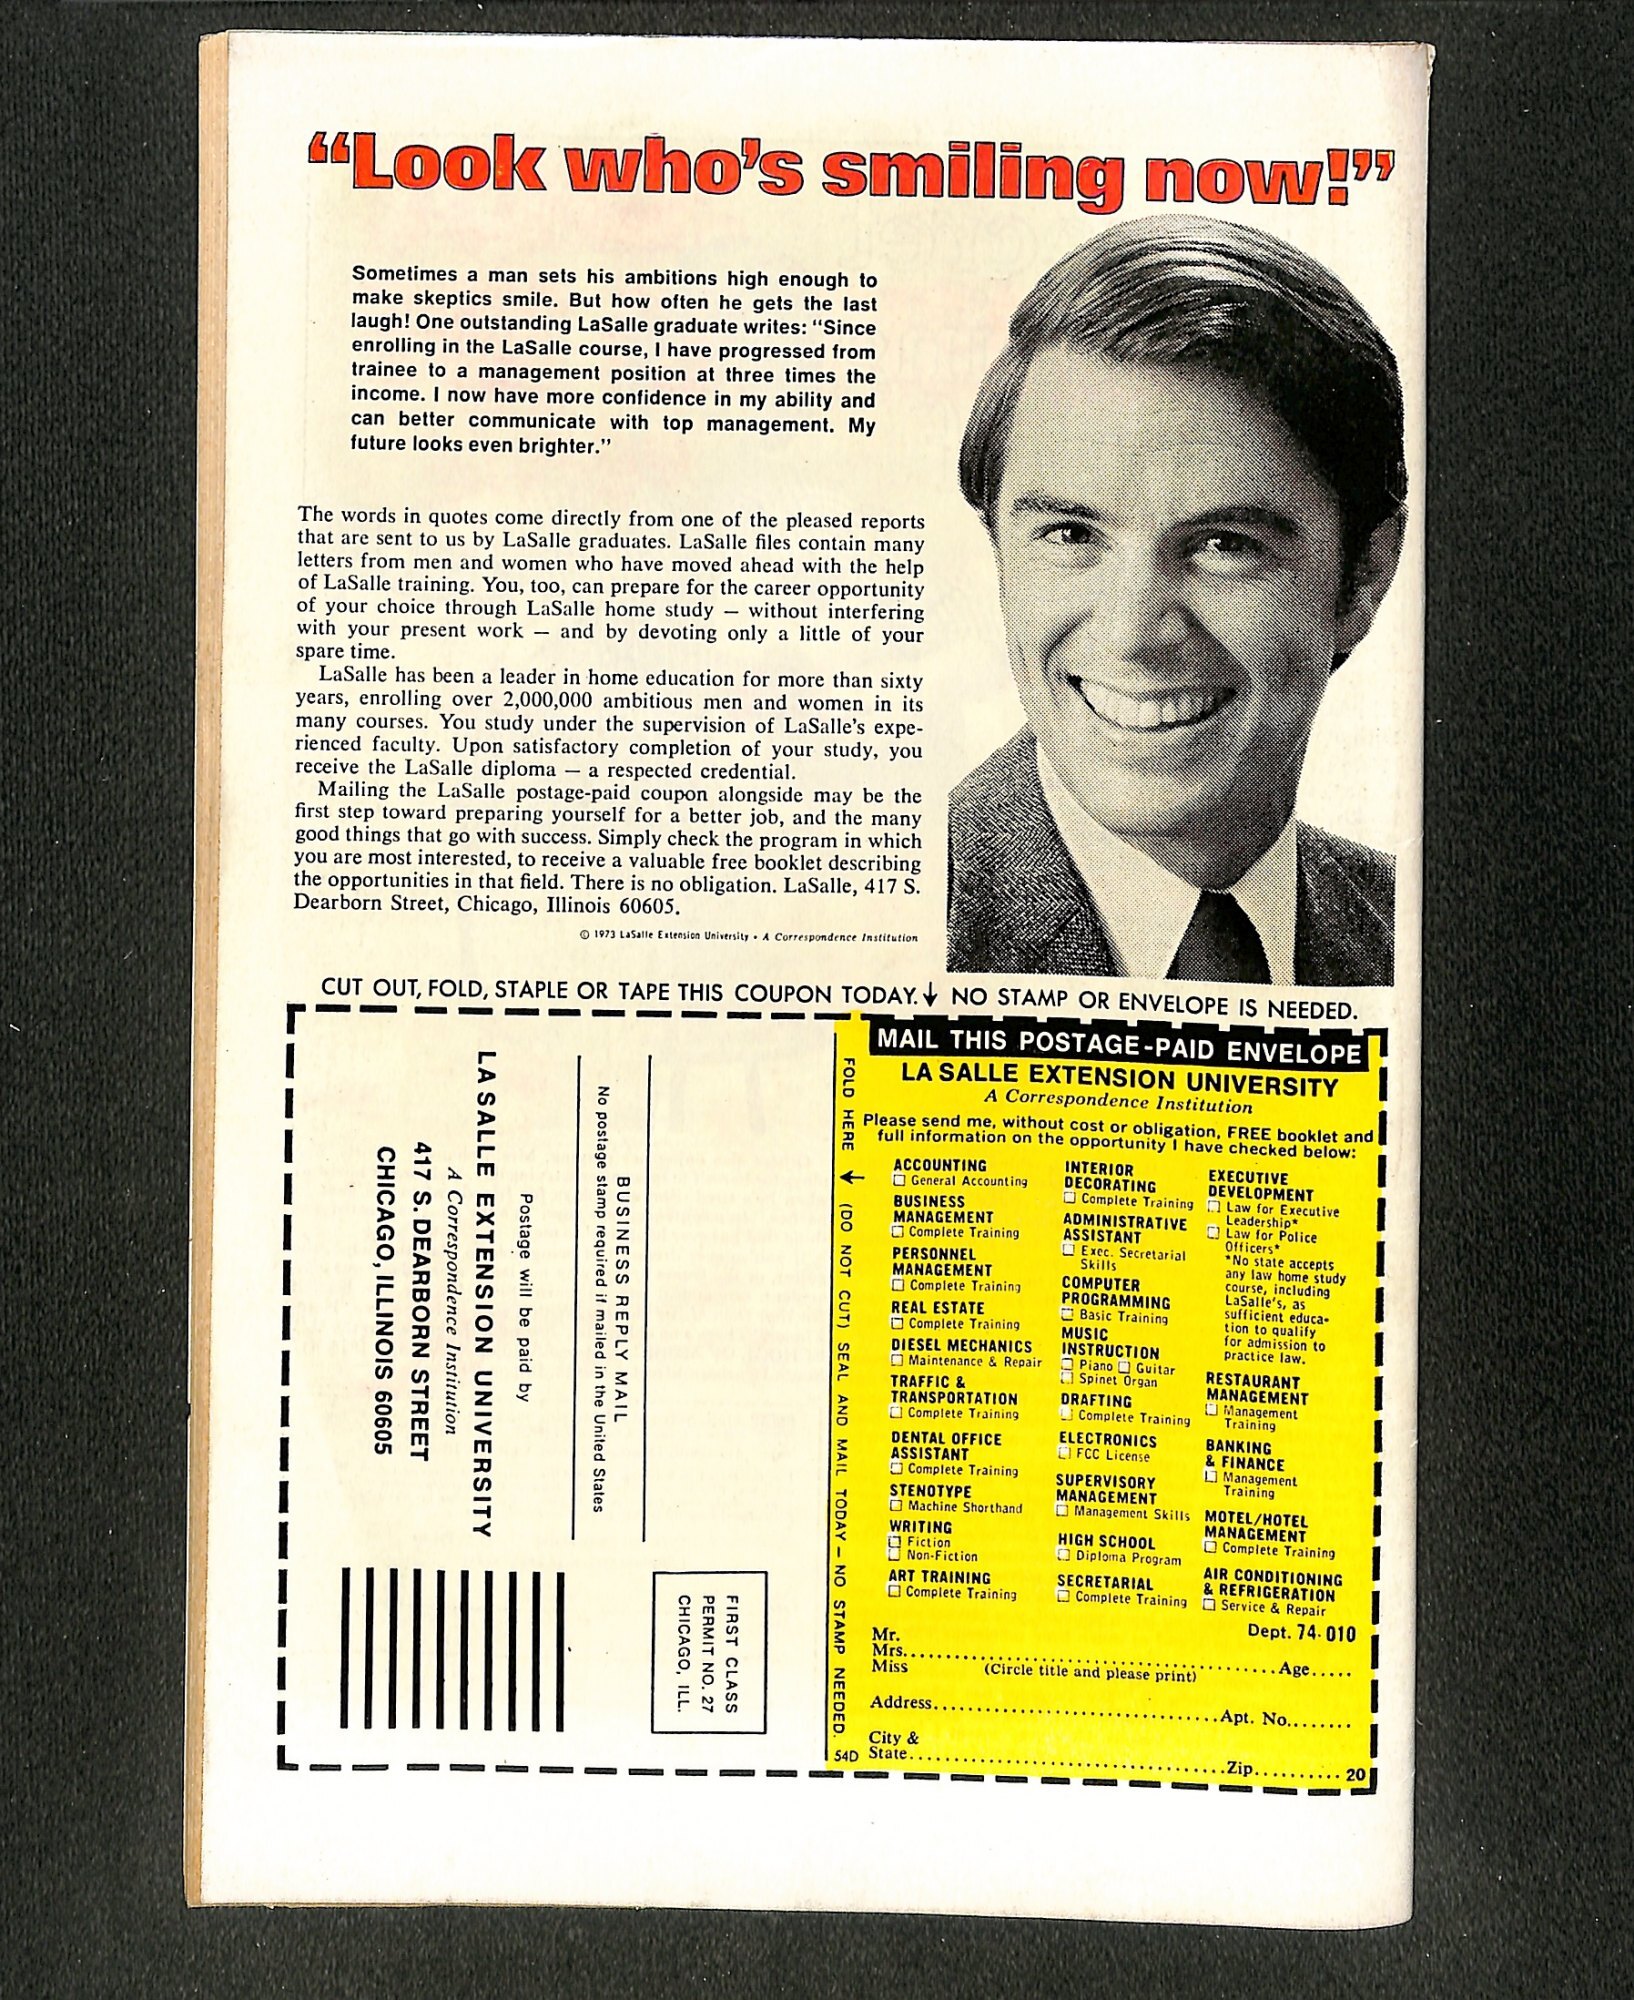 “Look who’s smiling now!”
Sometimes a man sets his ambitions high enough to
make skeptics smile. But how often he gets the last
laugh! One outstanding LaSalle graduate writes: “Since
enrolling in the LaSalle course, I have progressed from
trainee to a management position at three times the
income. I now have more confidence in my ability and
can better communicate with top management. My
future looks even brighter.”
The words in quotes come directly from one of the pleased reports
that are sent to us by LaSalle graduates. LaSalle files contain many
letters from men and women who have moved ahead with the help
of LaSalle training. You, too, can prepare for the career opportunity
of your choice through LaSalle home study — without interfering
with your present work — and by devoting only a little of your
spare time.
LaSalle has been a leader in home education for more than sixty
years, enrolling over 2,000,000 ambitious men and women in its
many courses. You study under the supervision of LaSalle’s expe-
rienced faculty. Upon satisfactory completion of your study, you
receive the LaSalle diploma — a respected credential.
Mailing the LaSalle postage-paid coupon alongside may be the
first step toward preparing yourself for a better job, and the many
good things that go with success. Simply check the program in which
you are most interested, to receive a valuable free booklet describing
the opportunities in that field. There is no obligation. LaSalle, 417 S.
Dearborn Street, Chicago, Illinois 60605.
© 1973 LaSalle Extension University • A Correspondence Institution
CUT OUT, FOLD, STAPLE OR TAPE THIS COUPON TODAY. ↓ NO STAMP OR ENVELOPE IS NEEDED.
FIRST CLASS
PERMIT NO. 27
CHICAGO, ILL.
BUSINESS REPLY MAIL
No postage stamp required if mailed in the United States
Postage will be paid by
LA SALLE EXTENSION UNIVERSITY
A Correspondence Institution
417 S. DEARBORN STREET
CHICAGO, ILLINOIS 60605
FOLD HERE ↓ (DO NOT CUT) SEAL AND MAIL TODAY — NO STAMP NEEDED.
54D
MAIL THIS POSTAGE-PAID ENVELOPE
LA SALLE EXTENSION UNIVERSITY
A Correspondence Institution
Please send me, without cost or obligation, FREE booklet and
full information on the opportunity I have checked below:
ACCOUNTING
☐ General Accounting
BUSINESS
MANAGEMENT
☐ Complete Training
PERSONNEL
MANAGEMENT
☐ Complete Training
REAL ESTATE
☐ Complete Training
DIESEL MECHANICS
☐ Maintenance & Repair
TRAFFIC &
TRANSPORTATION
☐ Complete Training
DENTAL OFFICE
ASSISTANT
☐ Complete Training
STENOTYPE
☐ Machine Shorthand
WRITING
☐ Fiction
☐ Non-Fiction
ART TRAINING
☐ Complete Training
INTERIOR
DECORATING
☐ Complete Training
ADMINISTRATIVE
ASSISTANT
☐ Exec. Secretarial
Skills
COMPUTER
PROGRAMMING
☐ Basic Training
MUSIC
INSTRUCTION
☐ Piano ☐ Guitar
☐ Spinet Organ
DRAFTING
☐ Complete Training
ELECTRONICS
☐ FCC License
SUPERVISORY
MANAGEMENT
☐ Management Skills
HIGH SCHOOL
☐ Diploma Program
SECRETARIAL
☐ Complete Training
EXECUTIVE
DEVELOPMENT
☐ Law for Executive
Leadership*
☐ Law for Police
Officers*
*No state accepts
any law home study
course, including
LaSalle's, as
sufficient educa-
tion to qualify
for admission to
practice law.
RESTAURANT
MANAGEMENT
☐ Management
Training
BANKING
& FINANCE
☐ Management
Training
MOTEL/HOTEL
MANAGEMENT
☐ Complete Training
AIR CONDITIONING
& REFRIGERATION
☐ Service & Repair
Dept. 74-010
Mr.
Mrs. ........................................ Age.....
Miss (Circle title and please print)
Address .............................. Apt. No........
City &
State .............................. Zip.......... 20